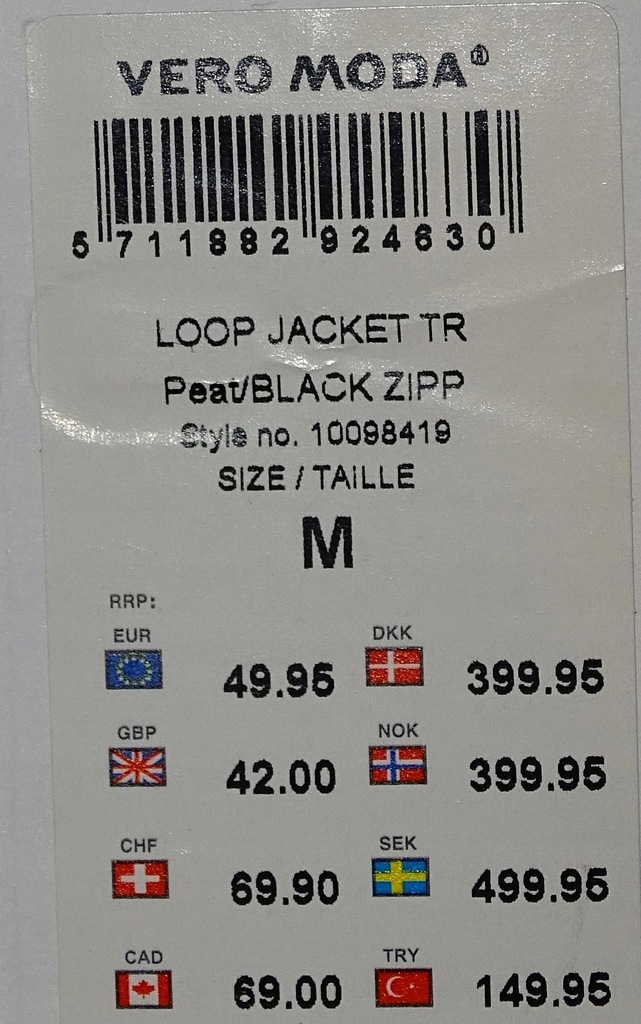 VERO MODA®
5 711882 924630
LOOP JACKET TR
Peat/BLACK ZIPP
Style no. 10098419
SIZE / TAILLE
M
RRP:
EUR 49.95 DKK 399.95
GBP 42.00 NOK 399.95
CHF 69.90 SEK 499.95
CAD 69.00 TRY 149.95